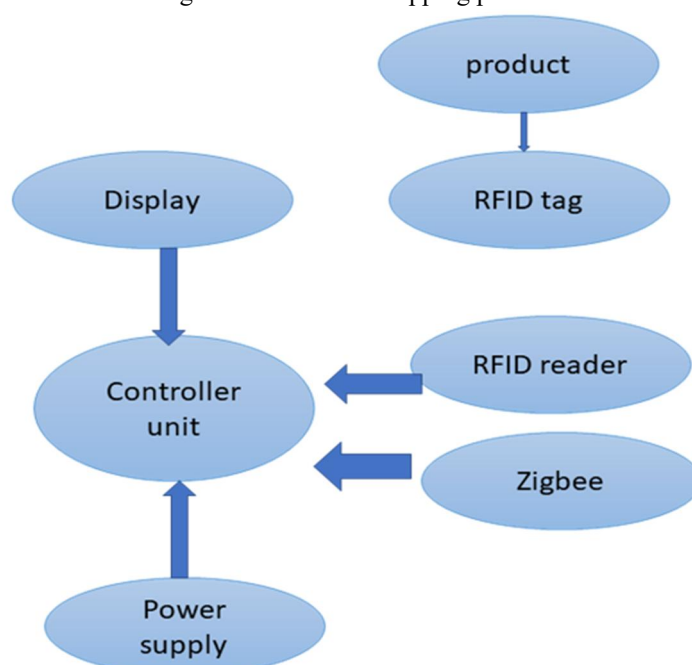 product
Display
RFID tag
Controller
unit
RFID reader
Zigbee
Power
supply